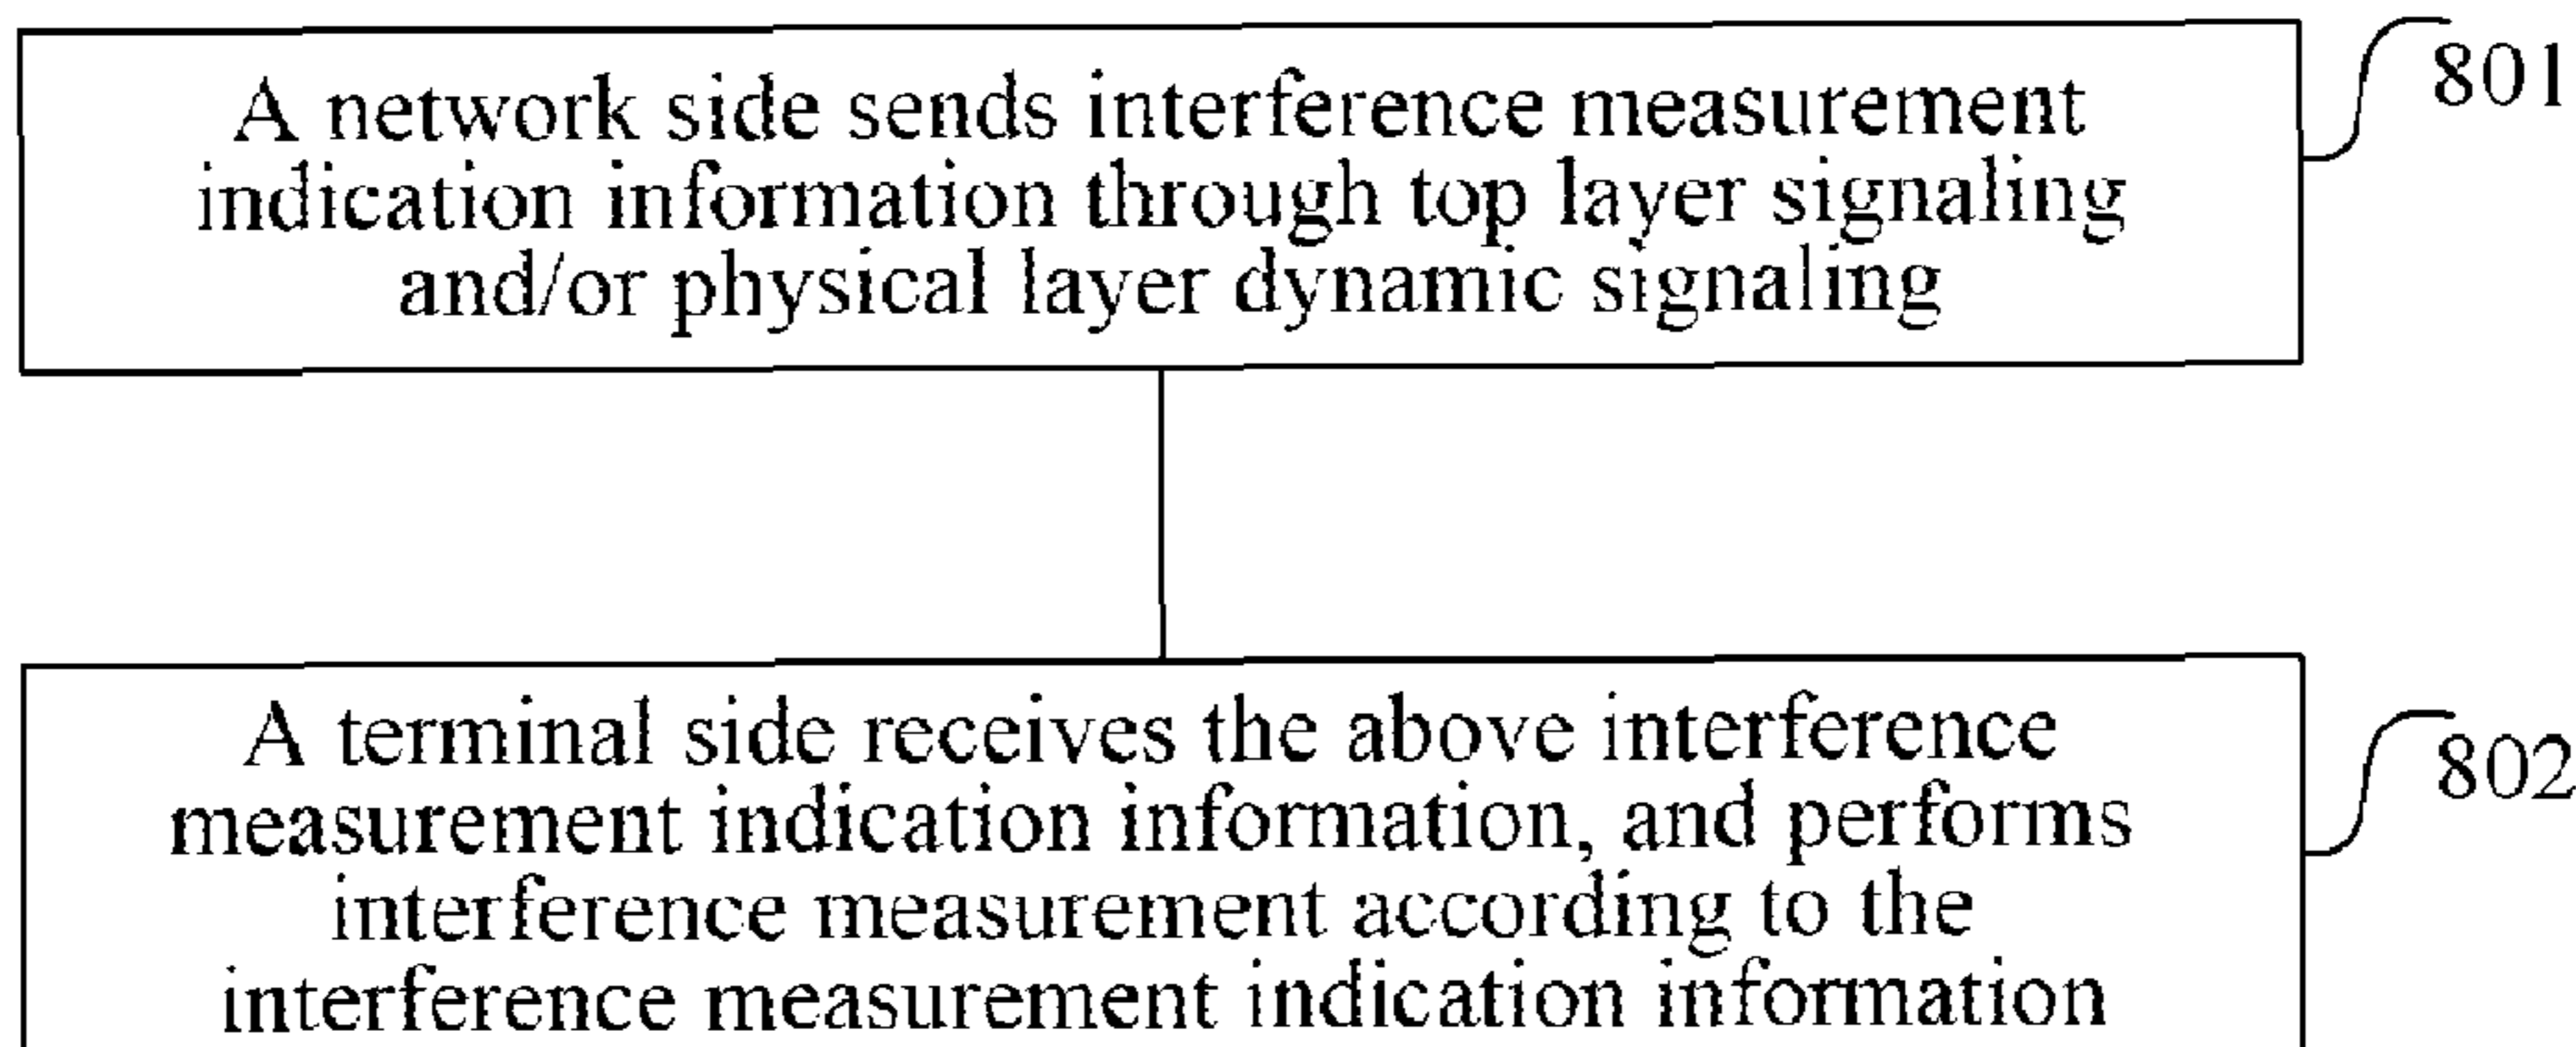 A network side sends interference measurement
indication information through top layer signaling
and/or physical layer dynamic signaling
801
A terminal side receives the above interference
measurement indication information, and performs
interference measurement according to the
interference measurement indication information
802